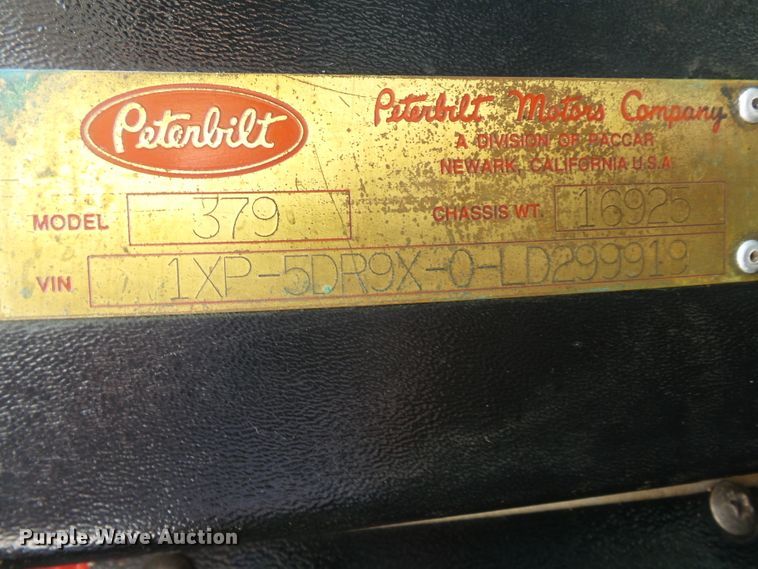 Peterbilt
Peterbilt Motors Company
A DIVISION OF PACCAR
NEWARK, CALIFORNIA U.S.A.
MODEL 379 CHASSIS WT. 16925
VIN 1XP-5DR9X-0-LD299919
Purple Wave Auction